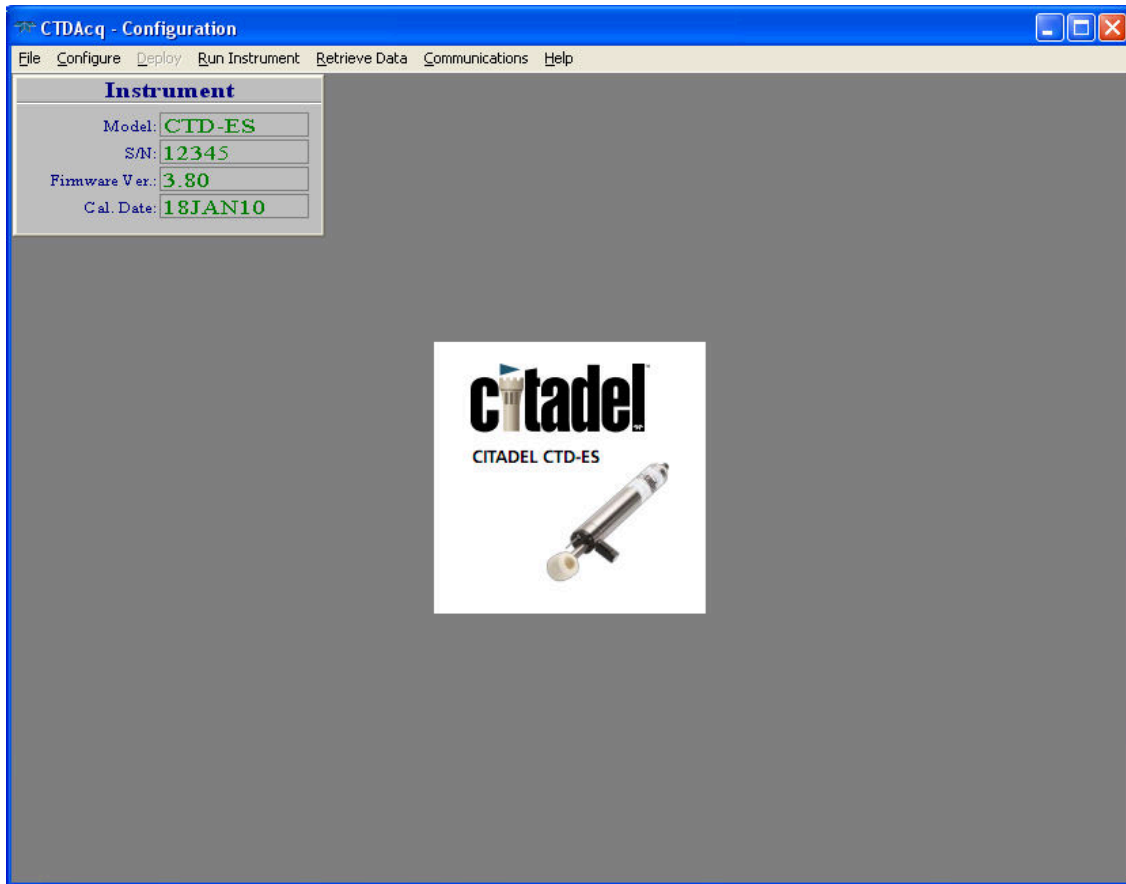 CTDAcq - Configuration
File Configure Deploy Run Instrument Retrieve Data Communications Help
Instrument
Model: CTD-ES
S/N: 12345
Firmware Ver.: 3.80
Cal. Date: 18JAN10
citadel
CITADEL CTD-ES